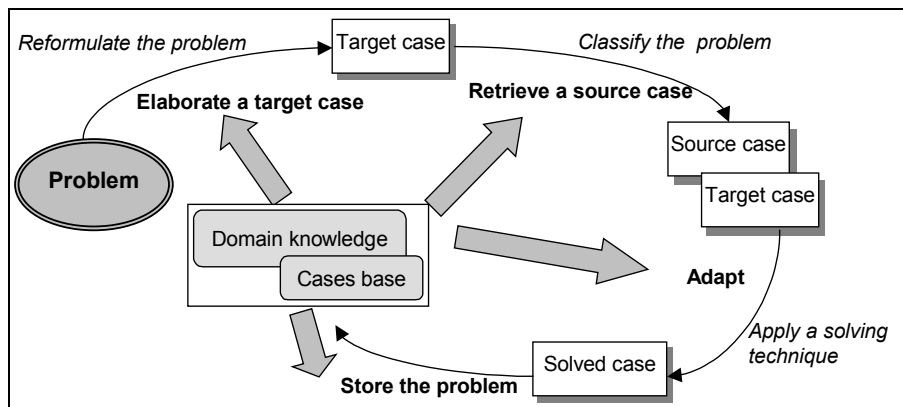 Reformulate the problem
Target case
Classify the problem
Elaborate a target case
Retrieve a source case
Problem
Source case
Target case
Domain knowledge
Cases base
Adapt
Apply a solving
technique
Solved case
Store the problem